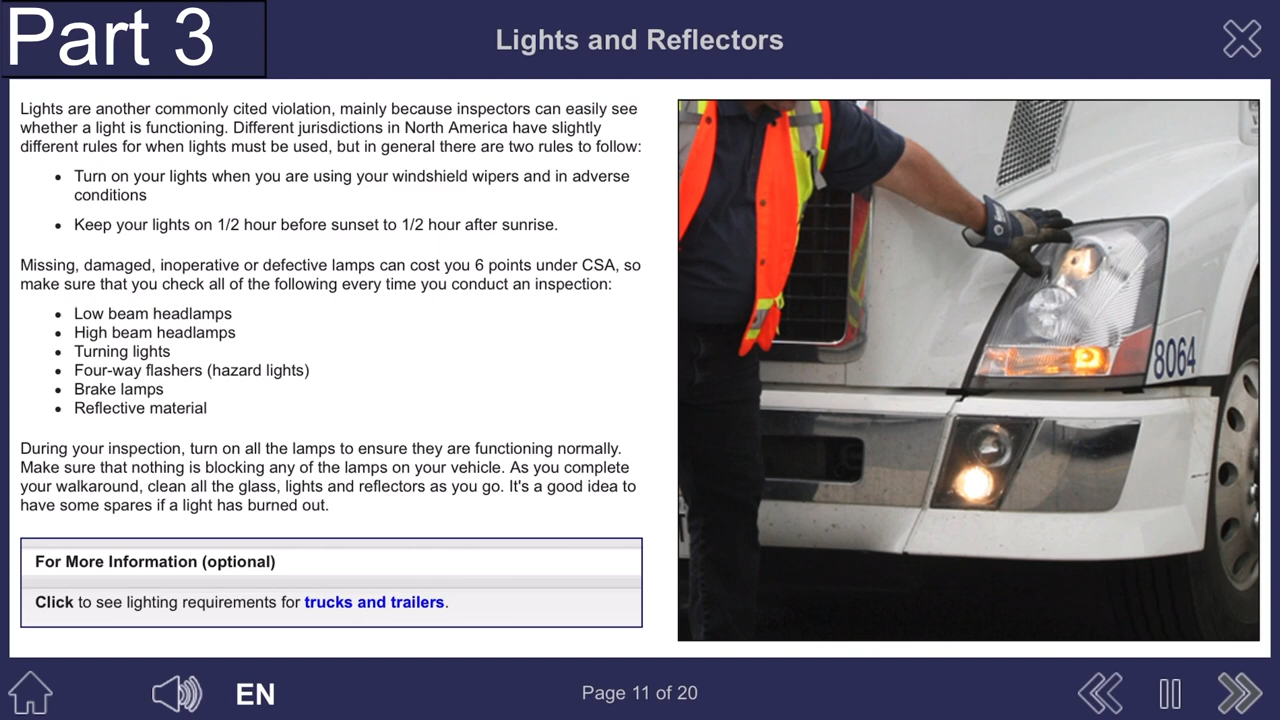 Part 3
Lights and Reflectors
Lights are another commonly cited violation, mainly because inspectors can easily see
whether a light is functioning. Different jurisdictions in North America have slightly
different rules for when lights must be used, but in general there are two rules to follow:
• Turn on your lights when you are using your windshield wipers and in adverse
conditions
• Keep your lights on 1/2 hour before sunset to 1/2 hour after sunrise.
Missing, damaged, inoperative or defective lamps can cost you 6 points under CSA, so
make sure that you check all of the following every time you conduct an inspection:
• Low beam headlamps
• High beam headlamps
• Turning lights
• Four-way flashers (hazard lights)
• Brake lamps
• Reflective material
During your inspection, turn on all the lamps to ensure they are functioning normally.
Make sure that nothing is blocking any of the lamps on your vehicle. As you complete
your walkaround, clean all the glass, lights and reflectors as you go. It's a good idea to
have some spares if a light has burned out.
For More Information (optional)
Click to see lighting requirements for trucks and trailers.
8064
EN
Page 11 of 20